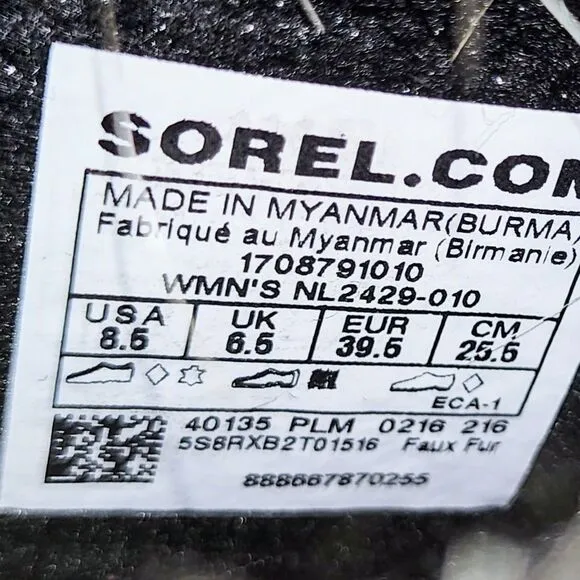 SOREL.COM
MADE IN MYANMAR(BURMA)
Fabriqué au Myanmar (Birmanie)
1708791010
WMN'S NL2429-010
USA UK EUR CM
8.5 6.5 39.5 25.5
ECA-1
40135 PLM 0216 216
5S8RXB2T01516 Faux Fur
888667870255